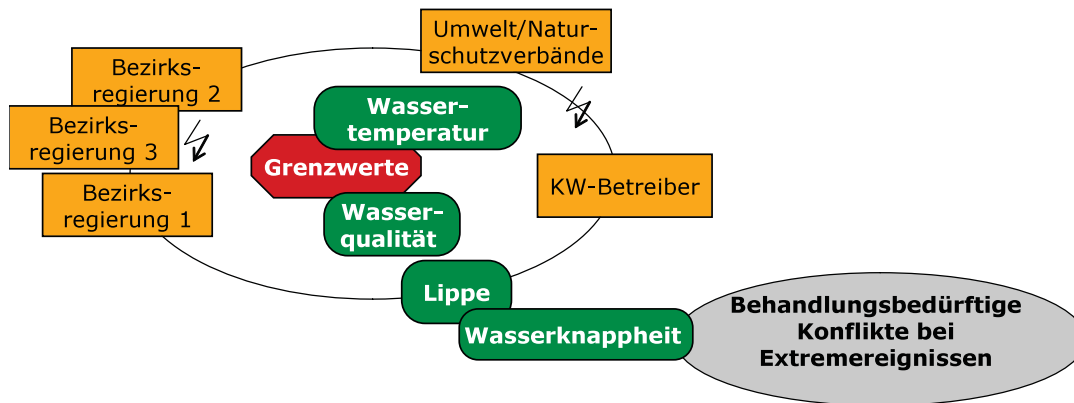 Umwelt/Natur-
schutzverbände
Bezirks-
regierung 2
Bezirks-
regierung 3
Bezirks-
regierung 1
Wasser-
temperatur
Grenzwerte
Wasser-
qualität
KW-Betreiber
Lippe
Wasserknappheit
Behandlungsbedürftige
Konflikte bei
Extremereignissen